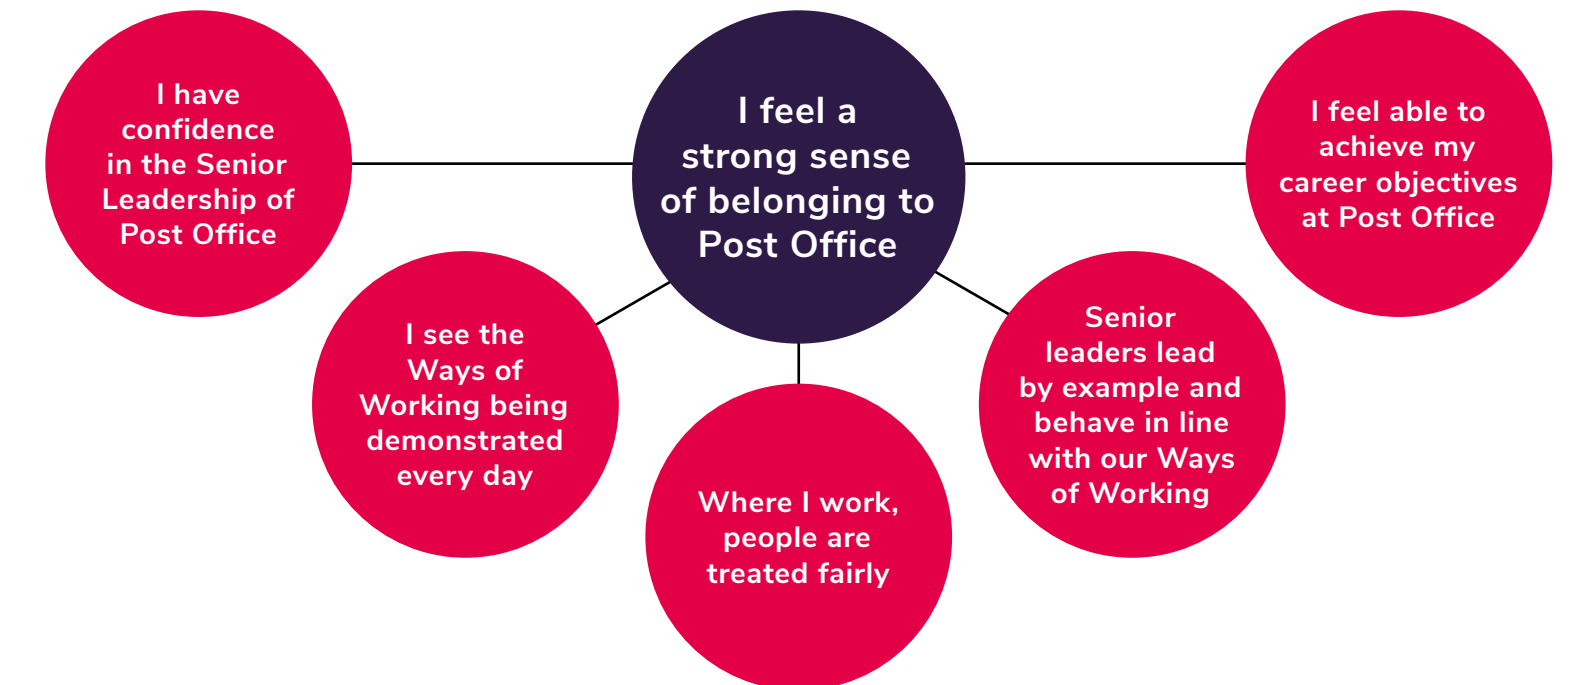 I have
confidence
in the Senior
Leadership of
Post Office
I see the
Ways of
Working being
demonstrated
every day
I feel a
strong sense
of belonging to
Post Office
Where I work,
people are
treated fairly
Senior
leaders lead
by example and
behave in line
with our Ways
of Working
I feel able to
achieve my
career objectives
at Post Office